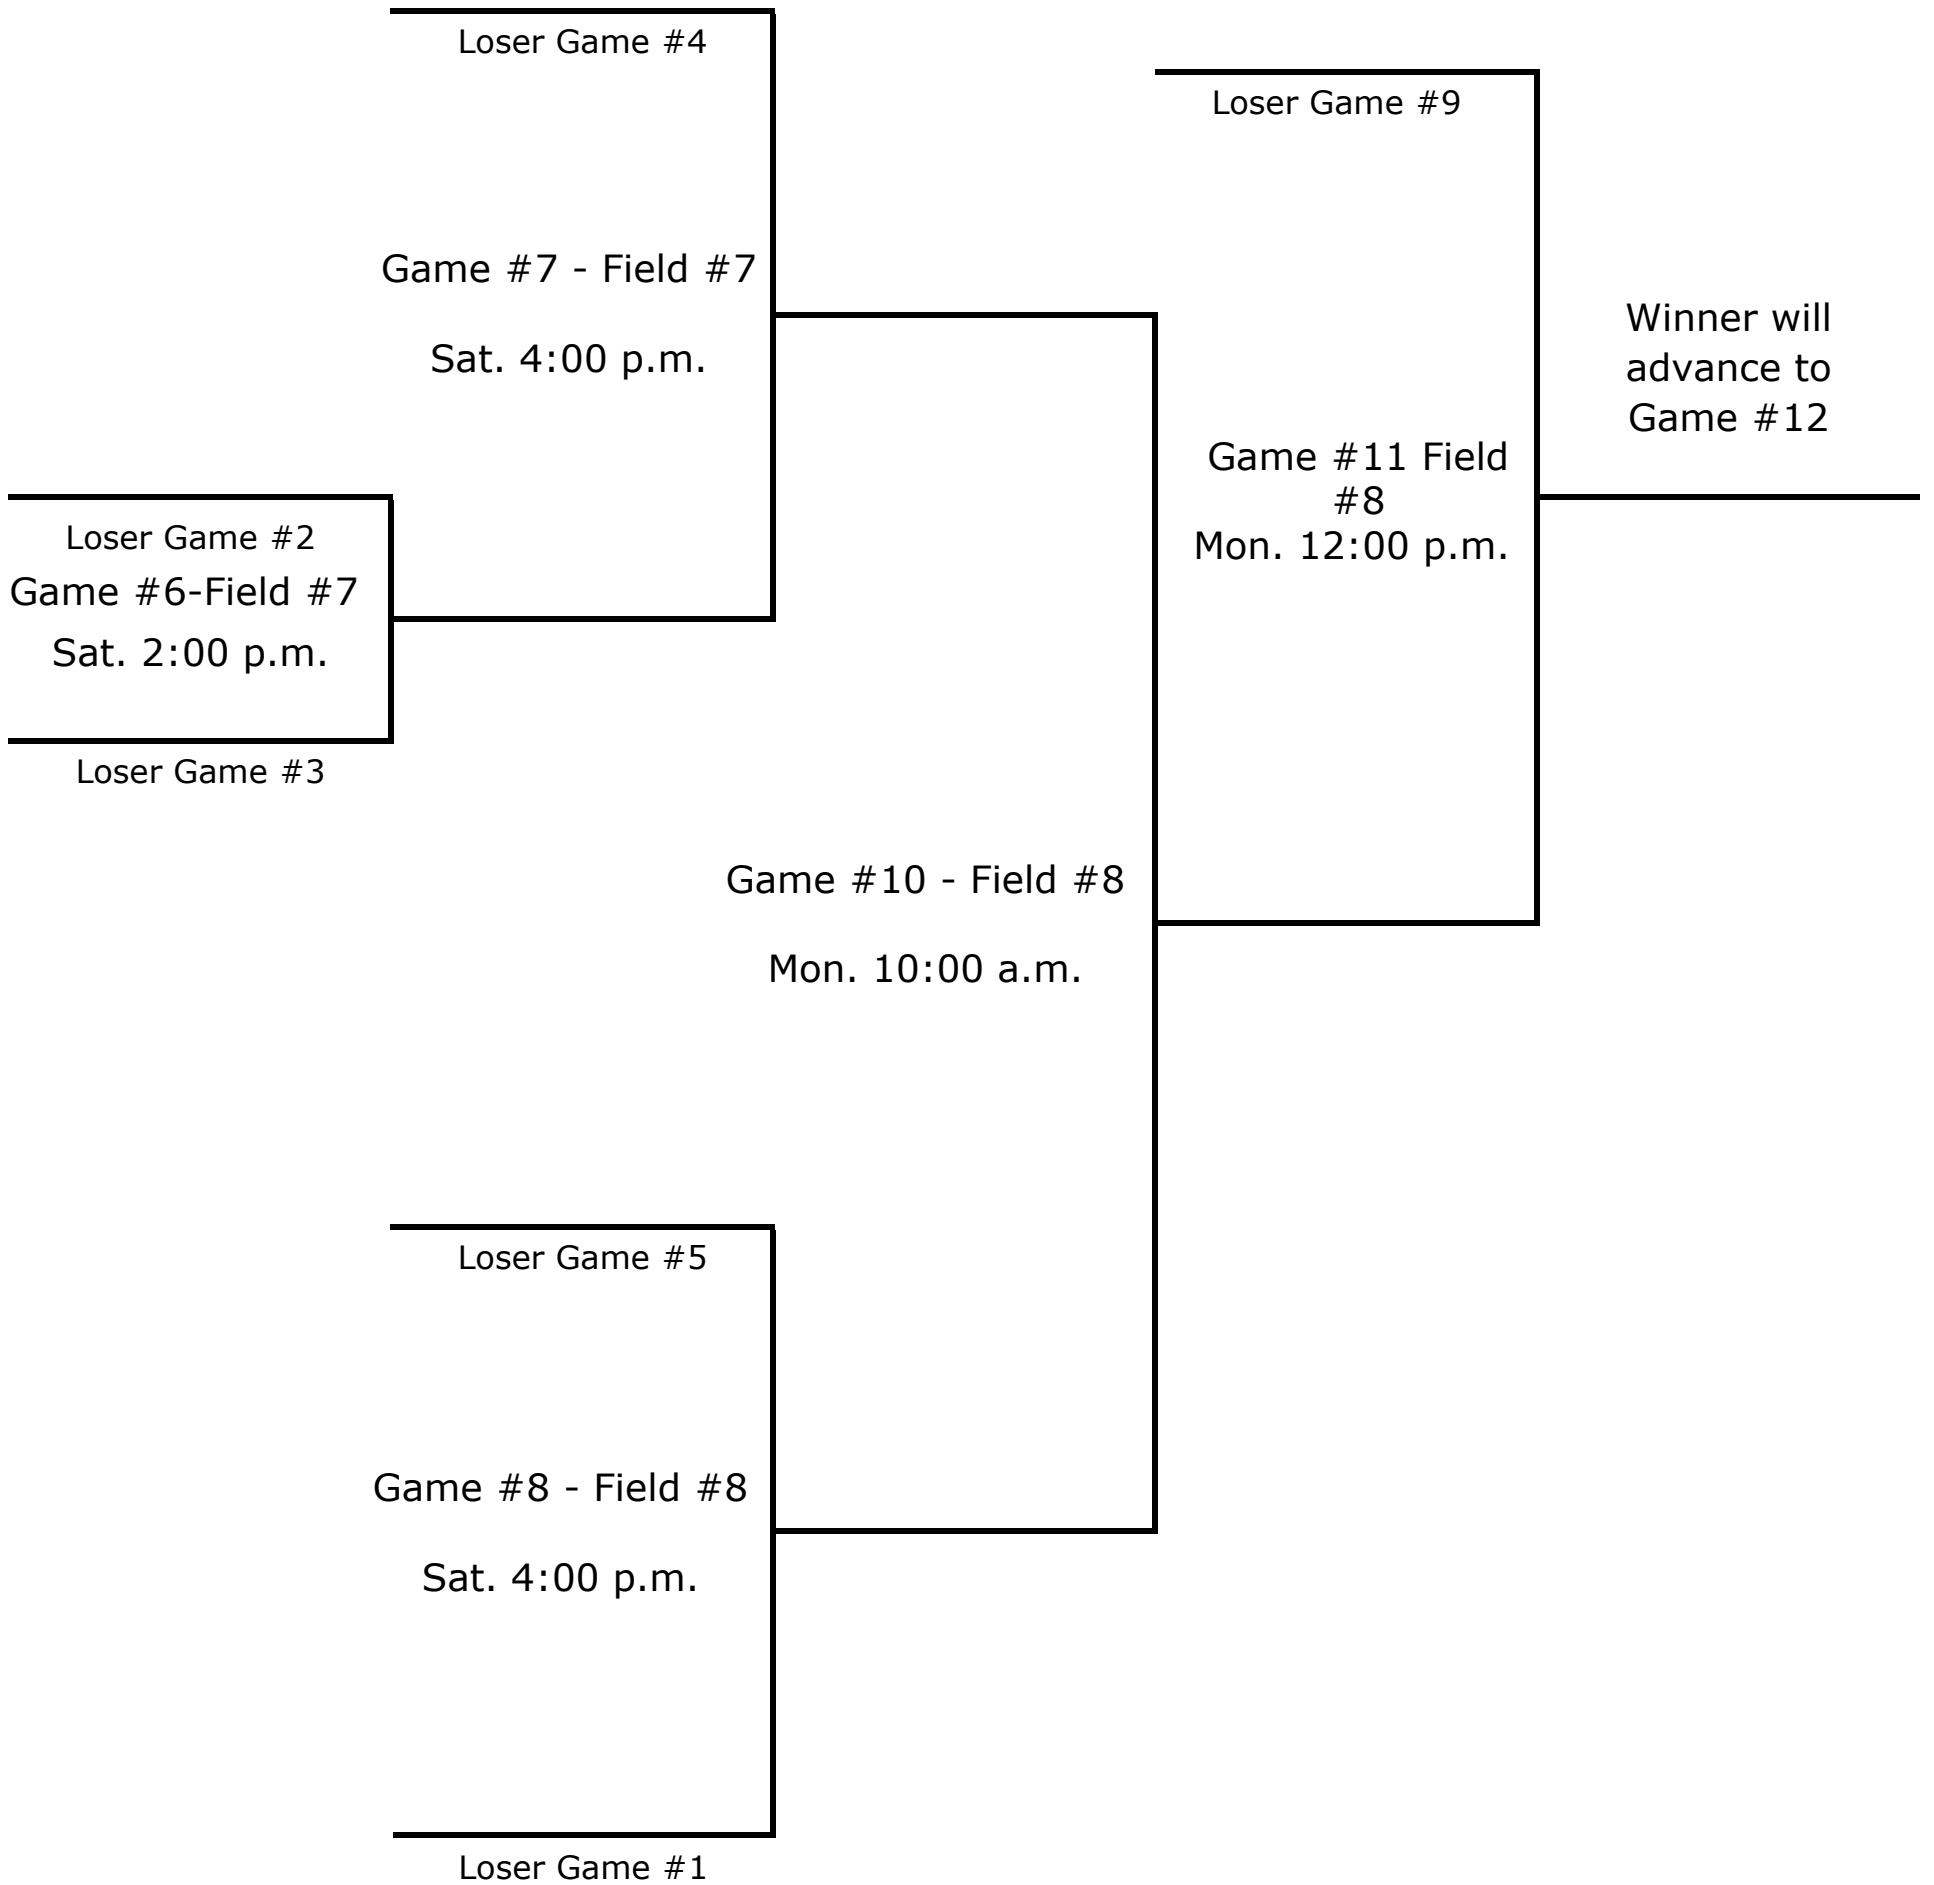 Loser Game #4
Loser Game #9
Game #7 - Field #7
Sat. 4:00 p.m.
Winner will
advance to
Game #12
Game #11 Field
#8
Mon. 12:00 p.m.
Loser Game #2
Game #6-Field #7
Sat. 2:00 p.m.
Loser Game #3
Game #10 - Field #8
Mon. 10:00 a.m.
Loser Game #5
Game #8 - Field #8
Sat. 4:00 p.m.
Loser Game #1